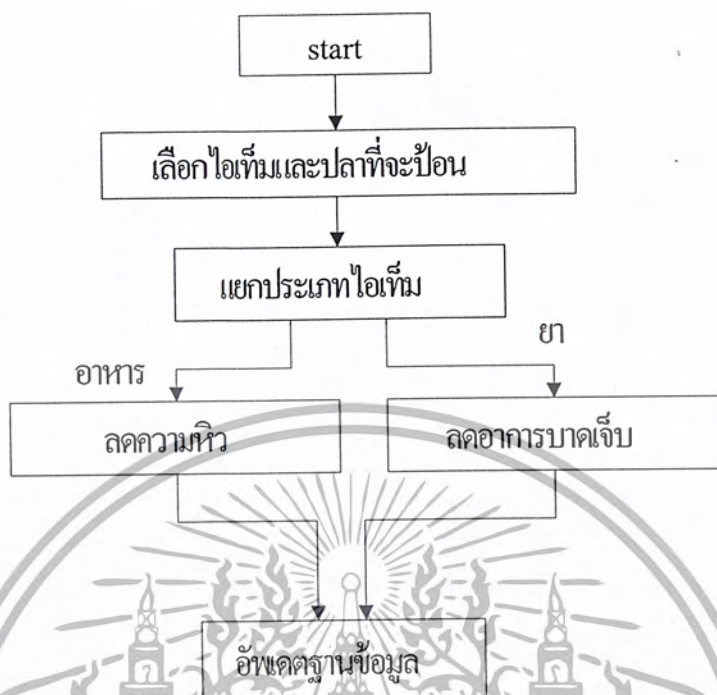 start
เลือกไอเท็มและปลาที่จะป้อน
แยกประเภทไอเท็ม
ยา
อาหาร
ลดความหิว
ลดอาการบาดเจ็บ
อัพเดตฐานข้อมูล